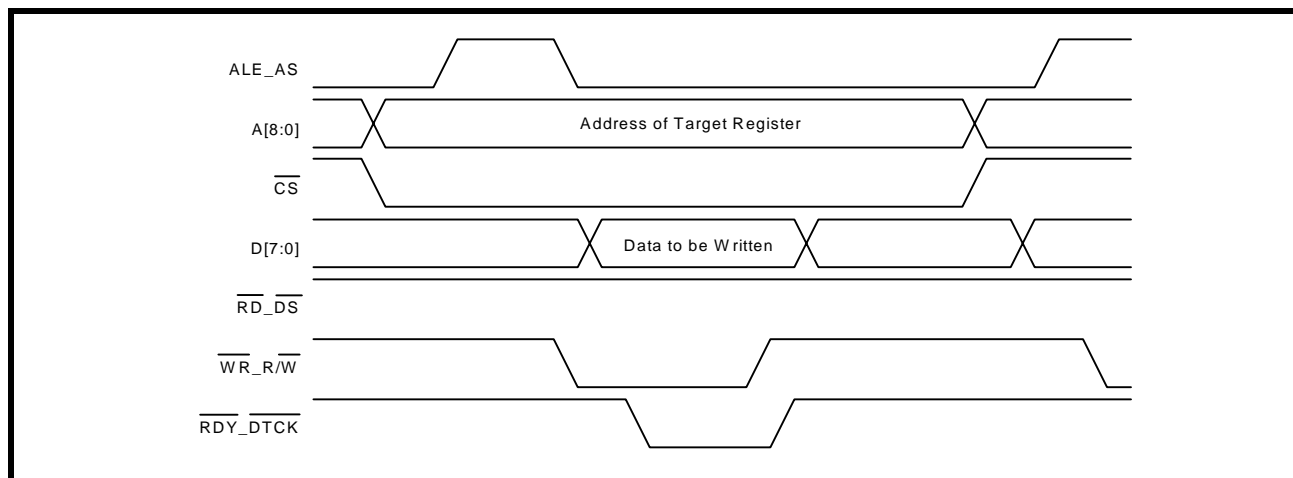 ALE_AS
A[8:0]
Address of Target Register
CS
D[7:0]
Data to be Written
RD_DS
WR_R/W
RDY_DTCK